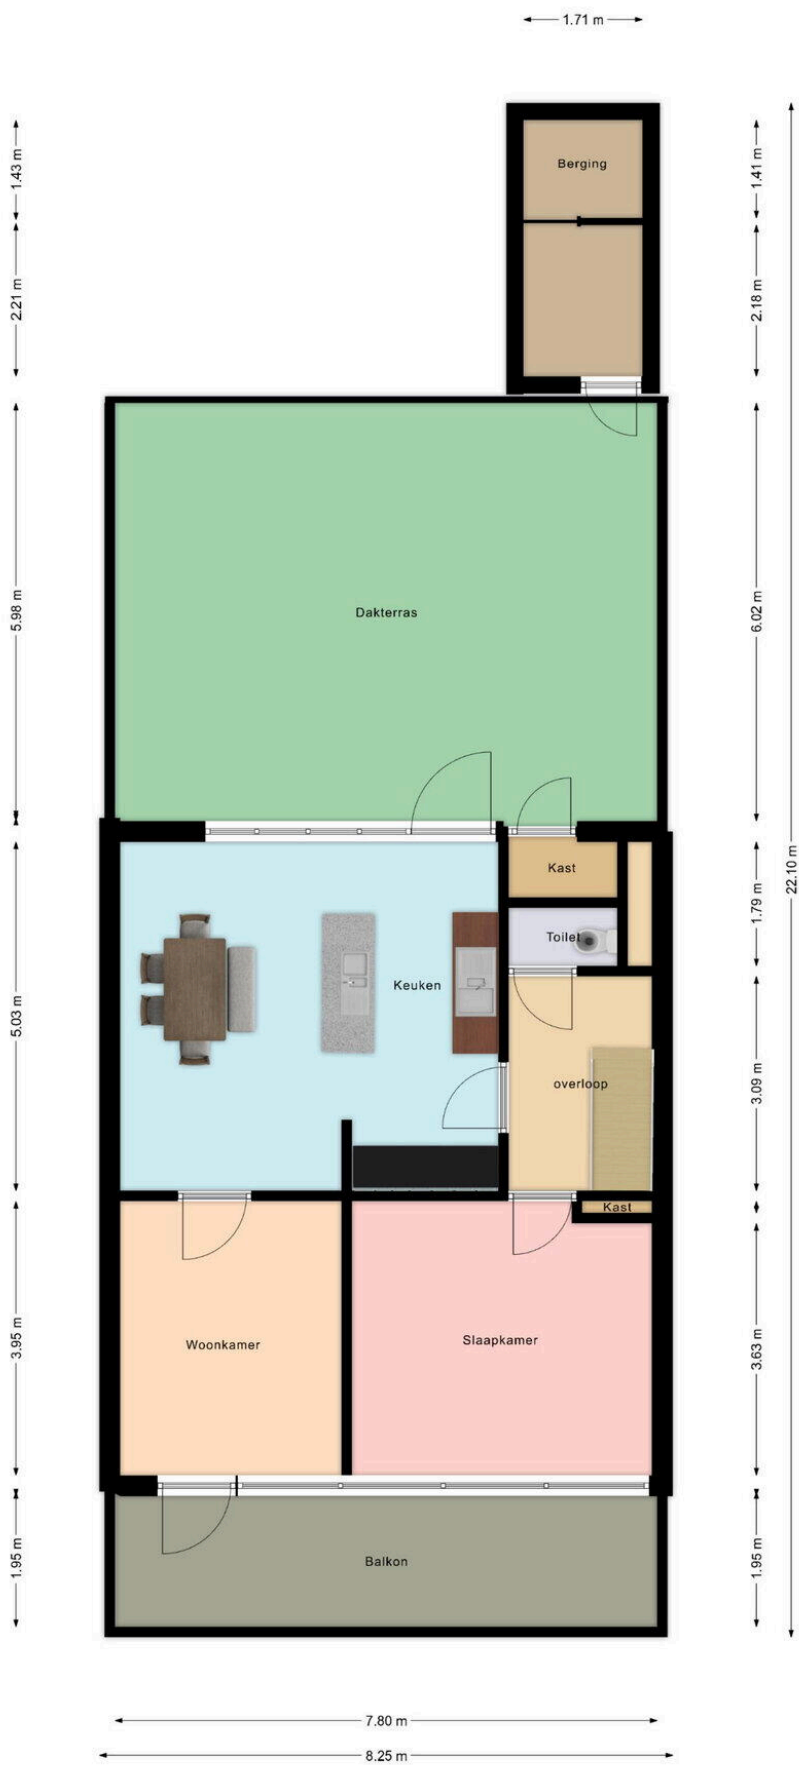 1.71 m
1.43 m
Berging
1.41 m
2.21 m
2.18 m
5.98 m
Dakterras
6.02 m
22.10 m
Kast
1.79 m
Toilet
Keuken
5.03 m
overloop
3.09 m
Kast
3.95 m
Woonkamer
Slaapkamer
3.63 m
1.95 m
Balkon
1.95 m
7.80 m
8.25 m